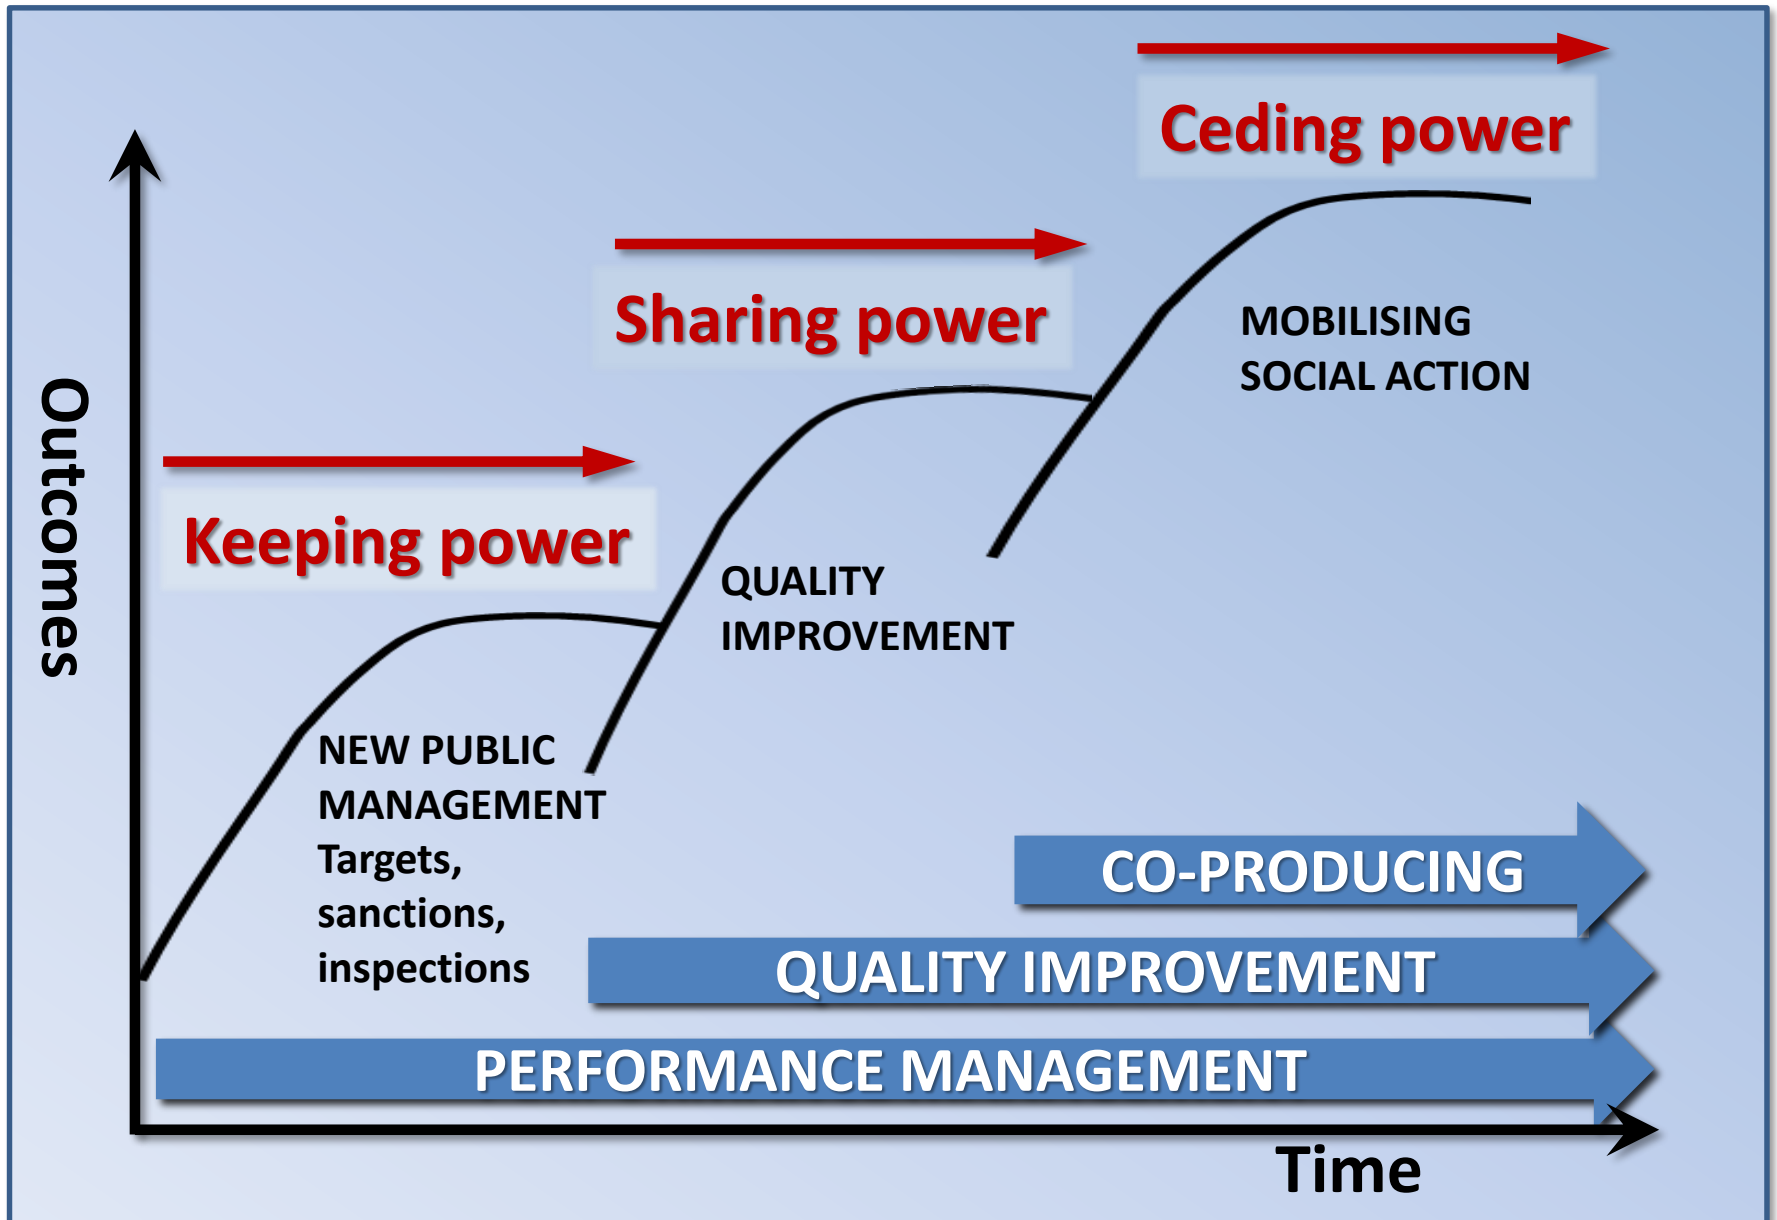 Ceding power
Sharing power
MOBILISING
SOCIAL ACTION
Outcomes
Keeping power
QUALITY
IMPROVEMENT
NEW PUBLIC
MANAGEMENT
Targets,
sanctions,
inspections
CO-PRODUCING
QUALITY IMPROVEMENT
PERFORMANCE MANAGEMENT
Time